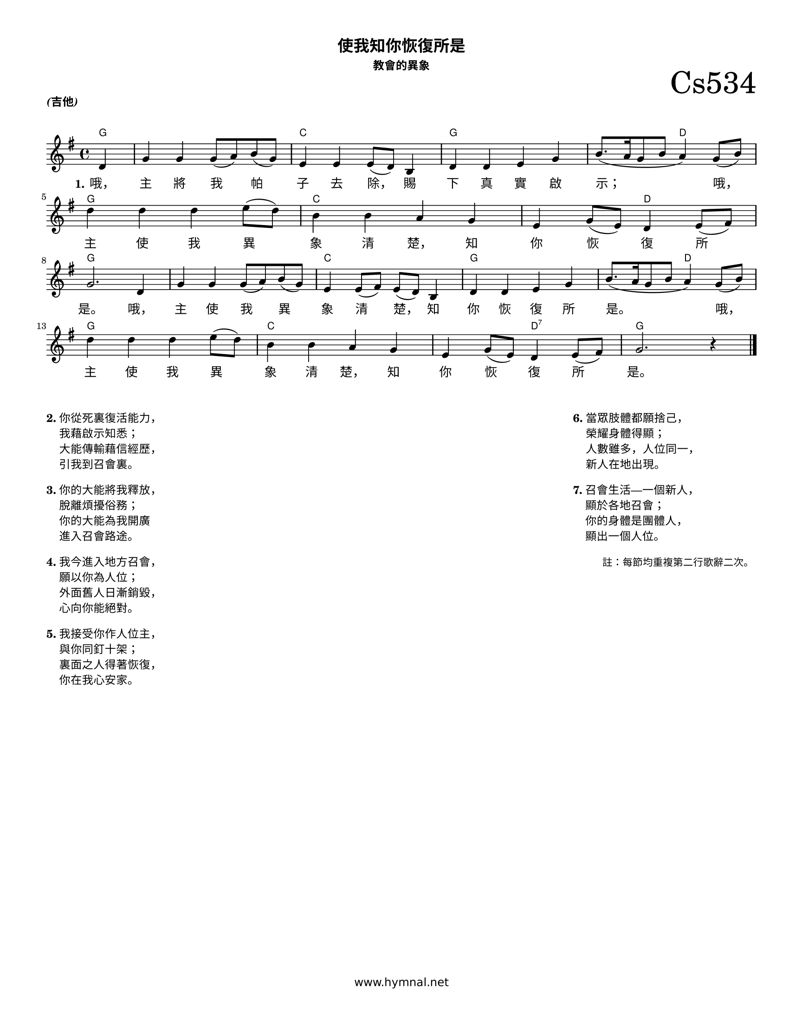 使我知你恢復所是
教會的異象
Cs534
(吉他)
G C G D
1. 哦， 主 將 我 帕 子 去 除， 賜 下 真 實 啟 示； 哦，
5 G C D
主 使 我 異 象 清 楚， 知 你 恢 復 所
8 G C G D
是。 哦， 主 使 我 異 象 清 楚， 知 你 恢 復 所 是。 哦，
13 G C D7 G
主 使 我 異 象 清 楚， 知 你 恢 復 所 是。
2. 你從死裏復活能力，
我藉啟示知悉；
大能傳輸藉信經歷，
引我到召會裏。
3. 你的大能將我釋放，
脫離煩擾俗務；
你的大能為我開廣
進入召會路途。
4. 我今進入地方召會，
願以你為人位；
外面舊人日漸銷毀，
心向你能絕對。
5. 我接受你作人位主，
與你同釘十架；
裏面之人得著恢復，
你在我心安家。
6. 當眾肢體都願捨己，
榮耀身體得顯；
人數雖多，人位同一，
新人在地出現。
7. 召會生活—一個新人，
顯於各地召會；
你的身體是團體人，
顯出一個人位。
註：每節均重複第二行歌辭二次。
www.hymnal.net